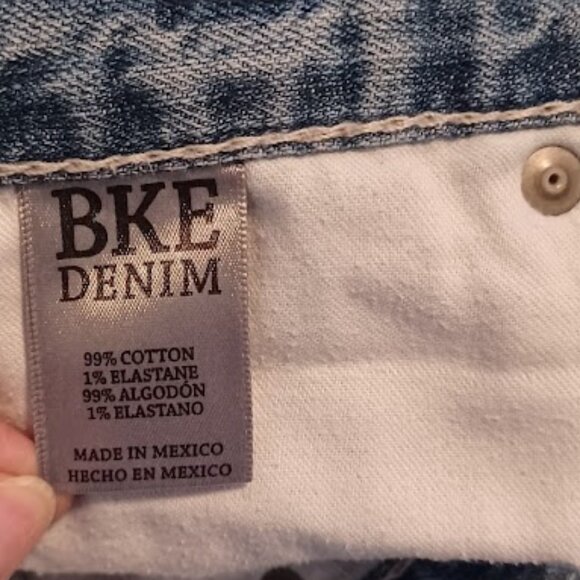 BKE
DENIM
99% COTTON
1% ELASTANE
99% ALGODÓN
1% ELASTANO
MADE IN MEXICO
HECHO EN MEXICO